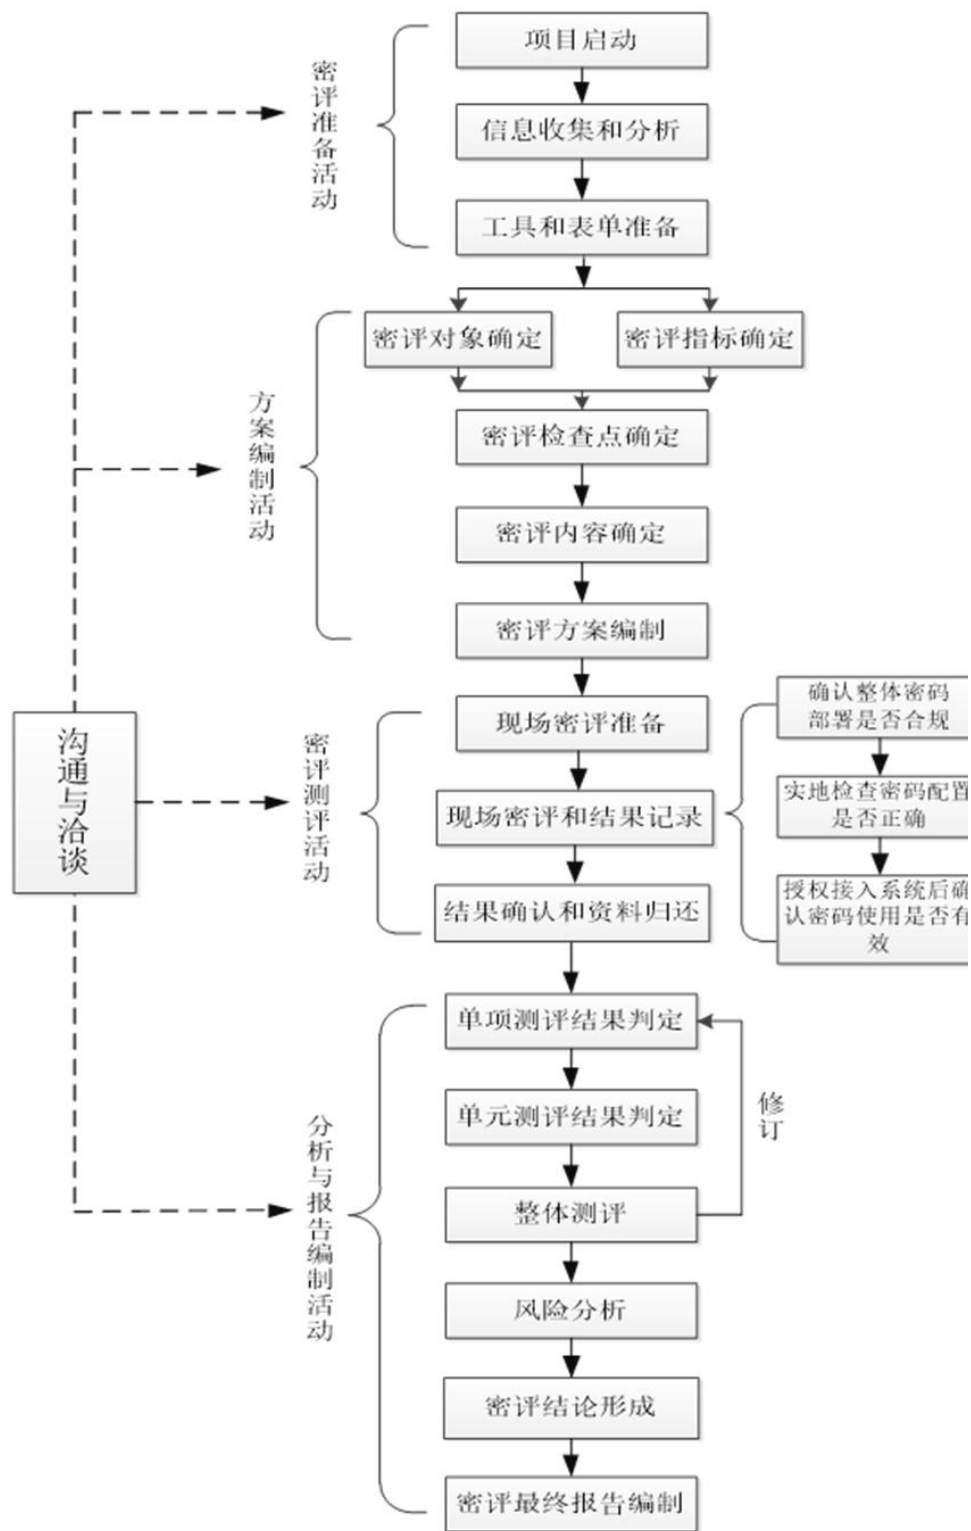 项目启动
密评准备活动
信息收集和分析
工具和表单准备
密评对象确定
密评指标确定
方案编制活动
密评检查点确定
密评内容确定
密评方案编制
沟通与洽谈
密评测评活动
现场密评准备
现场密评和结果记录
结果确认和资料归还
确认整体密码
部署是否合规
实地检查密码配置
是否正确
授权接入系统后确
认密码使用是否有
效
分析与报告编制活动
单项测评结果判定
单元测评结果判定
修订
整体测评
风险分析
密评结论形成
密评最终报告编制